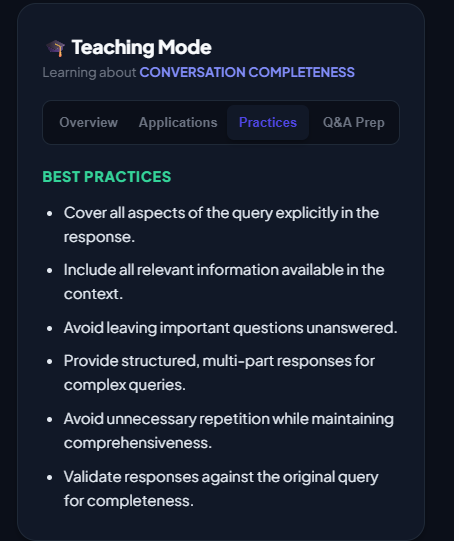 Teaching Mode
Learning about CONVERSATION COMPLETENESS
Overview Applications Practices Q&A Prep
BEST PRACTICES
• Cover all aspects of the query explicitly in the
response.
• Include all relevant information available in the
context.
• Avoid leaving important questions unanswered.
• Provide structured, multi-part responses for
complex queries.
• Avoid unnecessary repetition while maintaining
comprehensiveness.
• Validate responses against the original query
for completeness.